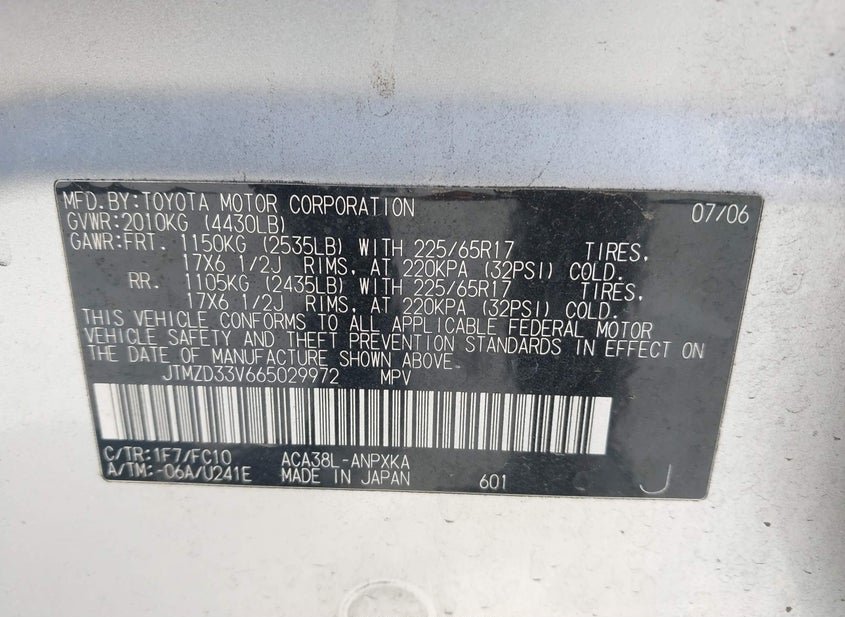 MFD.BY:TOYOTA MOTOR CORPORATION 07/06
GVWR:2010KG (4430LB)
GAWR:FRT. 1150KG (2535LB) WITH 225/65R17 TIRES,
17X6 1/2J RIMS, AT 220KPA (32PSI) COLD.
RR. 1105KG (2435LB) WITH 225/65R17 TIRES,
17X6 1/2J RIMS, AT 220KPA (32PSI) COLD.
THIS VEHICLE CONFORMS TO ALL APPLICABLE FEDERAL MOTOR
VEHICLE SAFETY AND THEFT PREVENTION STANDARDS IN EFFECT ON
THE DATE OF MANUFACTURE SHOWN ABOVE.
JTMZD33V665029972 MPV
C/TR:1F7/FC10 ACA38L-ANPXKA
A/TM:-06A/U241E MADE IN JAPAN 601 J